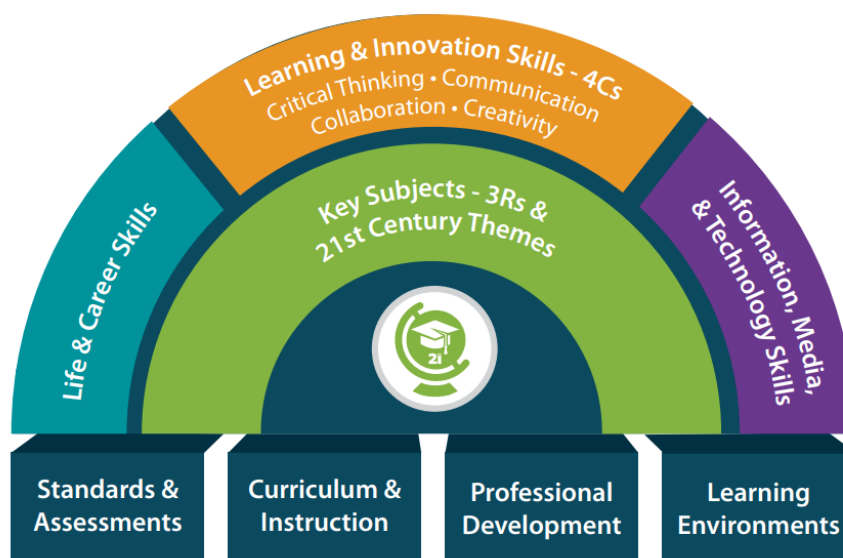 Learning & Innovation Skills - 4Cs
Critical Thinking • Communication
Collaboration • Creativity
Life & Career Skills
Key Subjects - 3Rs &
21st Century Themes
Information, Media,
& Technology Skills
Standards &
Assessments
Curriculum &
Instruction
Professional
Development
Learning
Environments